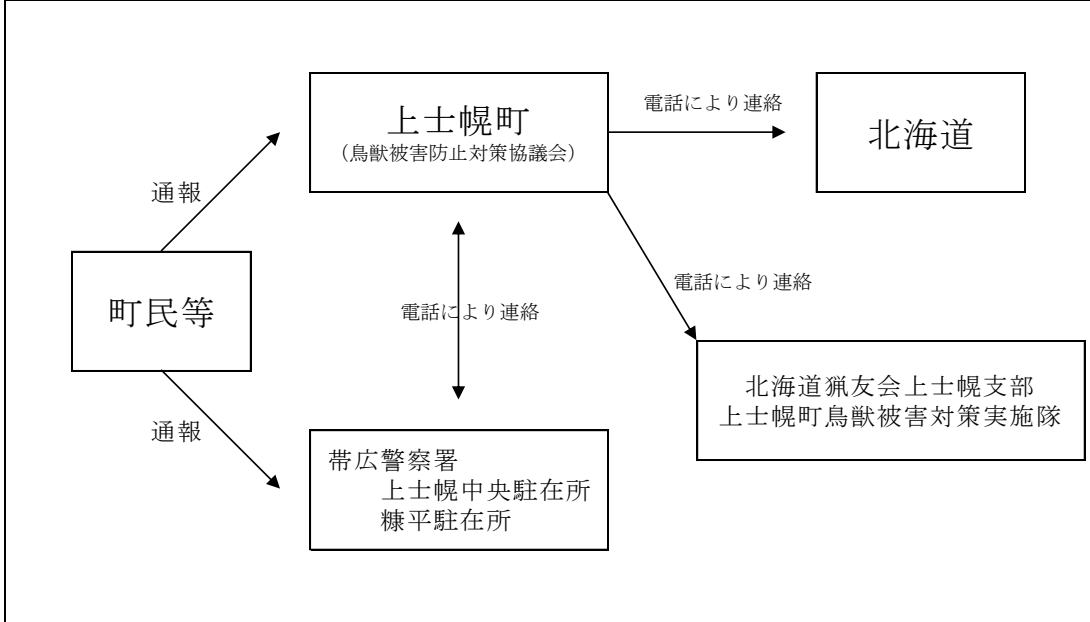 上士幌町
（鳥獣被害防止対策協議会）
電話により連絡
北海道
通報
町民等
電話により連絡
電話により連絡
北海道猟友会上士幌支部
上士幌町鳥獣被害対策実施隊
通報
帯広警察署
上士幌中央駐在所
糠平駐在所